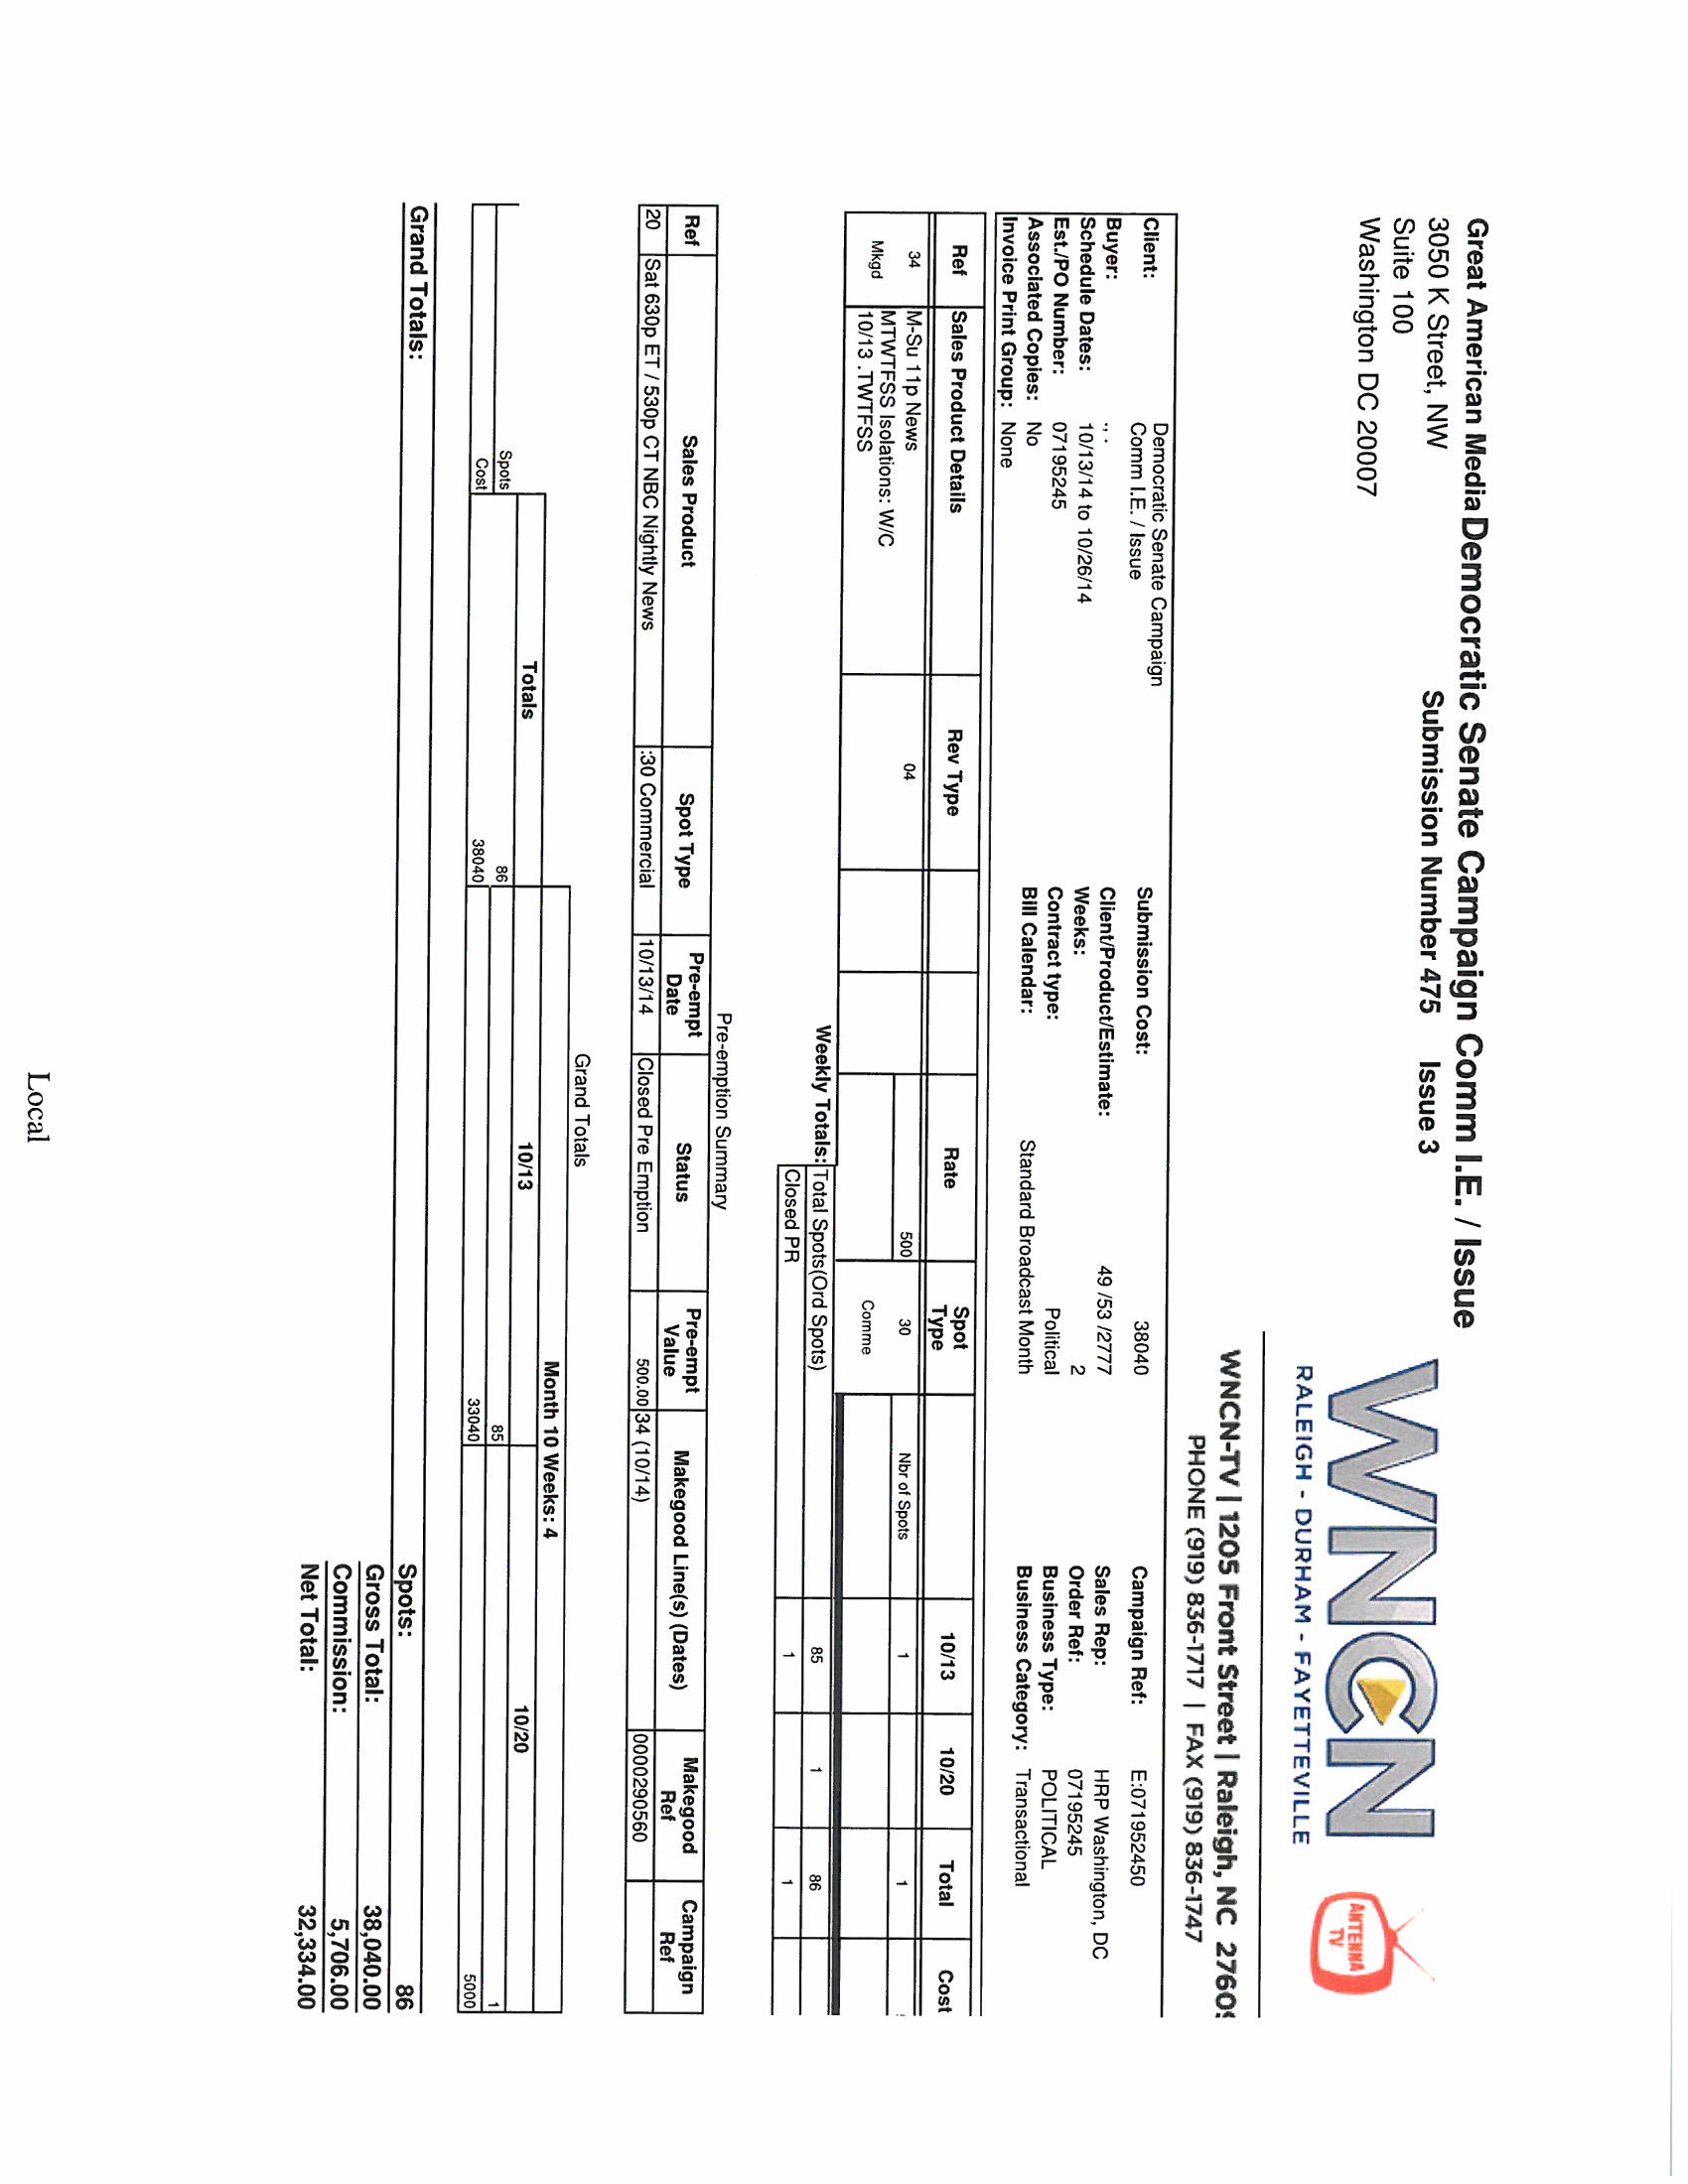 Great American Media Democratic Senate Campaign Comm I.E. / Issue
3050 K Street, NW
Suite 100
Washington DC 20007
Submission Number 475 Issue 3
WNCN
RALEIGH - DURHAM - FAYETTEVILLE
ANTENNA
TV
WNCN-TV | 1205 Front Street | Raleigh, NC 2760
PHONE (919) 836-1717 | FAX (919) 836-1747
Client: Democratic Senate Campaign
Comm I.E. / Issue
Submission Cost: 38040
Campaign Ref: E:071952450
Buyer: ., .
Client/Product/Estimate: 49 /53 /2777
Sales Rep: HRP Washington, DC
Schedule Dates: 10/13/14 to 10/26/14
Weeks: 2
Order Ref: 07195245
Est./PO Number: 07195245
Contract type: Political
Business Type: POLITICAL
Associated Copies: No
Bill Calendar: Standard Broadcast Month
Business Category: Transactional
Invoice Print Group: None
Ref Sales Product Details Rev Type Rate Spot Type 10/13 10/20 Total Cost
34 M-Su 11p News 04 500 30 Nbr of Spots 1 1
Mkgd MTWTFSS Isolations: W/C Comme
10/13 .TWTFSS
Weekly Totals: Total Spots(Ord Spots) 85 1 86
Closed PR 1 1
Pre-emption Summary
Ref Sales Product Spot Type Pre-empt Date Status Pre-empt Value Makegood Line(s) (Dates) Makegood Ref Campaign Ref
20 Sat 630p ET / 530p CT NBC Nightly News :30 Commercial 10/13/14 Closed Pre Emption 500.00 34 (10/14) 0000290560
Grand Totals
Month 10 Weeks: 4
Totals 10/13 10/20
Spots 86 85 1
Cost 38040 33040 5000
Grand Totals:
Spots: 86
Gross Total: 38,040.00
Commission: 5,706.00
Net Total: 32,334.00
Local